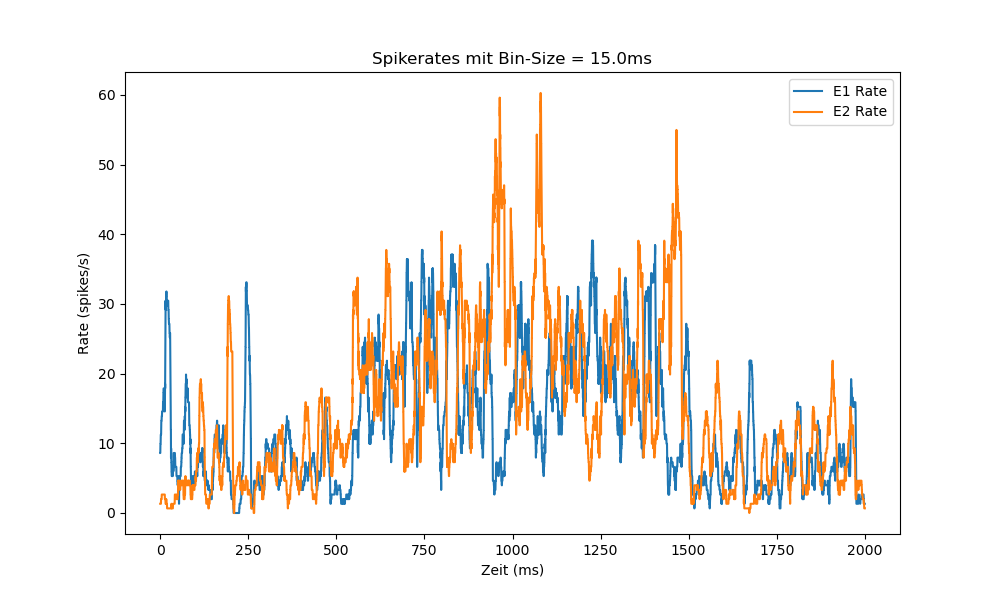 Spikerates mit Bin-Size = 15.0ms
E1 Rate
E2 Rate
60
50
40
30
20
10
0
Rate (spikes/s)
0 250 500 750 1000 1250 1500 1750 2000
Zeit (ms)